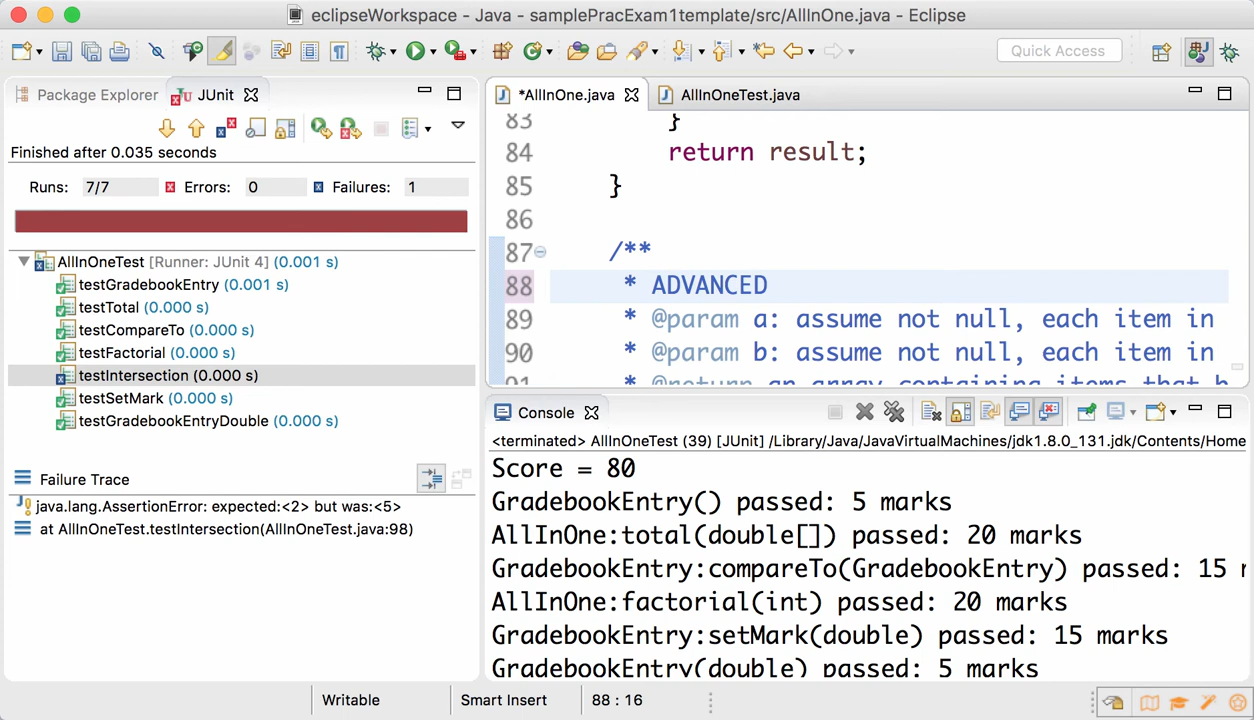 eclipseWorkspace - Java - samplePracExam1template/src/AllInOne.java - Eclipse
Quick Access
Package Explorer
JUnit
Finished after 0.035 seconds
Runs: 7/7 Errors: 0 Failures: 1
AllInOneTest [Runner: JUnit 4] (0.001 s)
testGradebookEntry (0.001 s)
testTotal (0.000 s)
testCompareTo (0.000 s)
testFactorial (0.000 s)
testIntersection (0.000 s)
testSetMark (0.000 s)
testGradebookEntryDouble (0.000 s)
Failure Trace
java.lang.AssertionError: expected:<2> but was:<5>
at AllInOneTest.testIntersection(AllInOneTest.java:98)
*AllInOne.java
AllInOneTest.java
83 }
84 return result;
85 }
86
87 /**
88 * ADVANCED
89 * @param a: assume not null, each item in
90 * @param b: assume not null, each item in
91 * @return an array containing items that b
Console
<terminated> AllInOneTest (39) [JUnit] /Library/Java/JavaVirtualMachines/jdk1.8.0_131.jdk/Contents/Home
Score = 80
GradebookEntry() passed: 5 marks
AllInOne:total(double[]) passed: 20 marks
GradebookEntry:compareTo(GradebookEntry) passed: 15
AllInOne:factorial(int) passed: 20 marks
GradebookEntry:setMark(double) passed: 15 marks
GradebookEntry(double) passed: 5 marks
Writable
Smart Insert
88 : 16